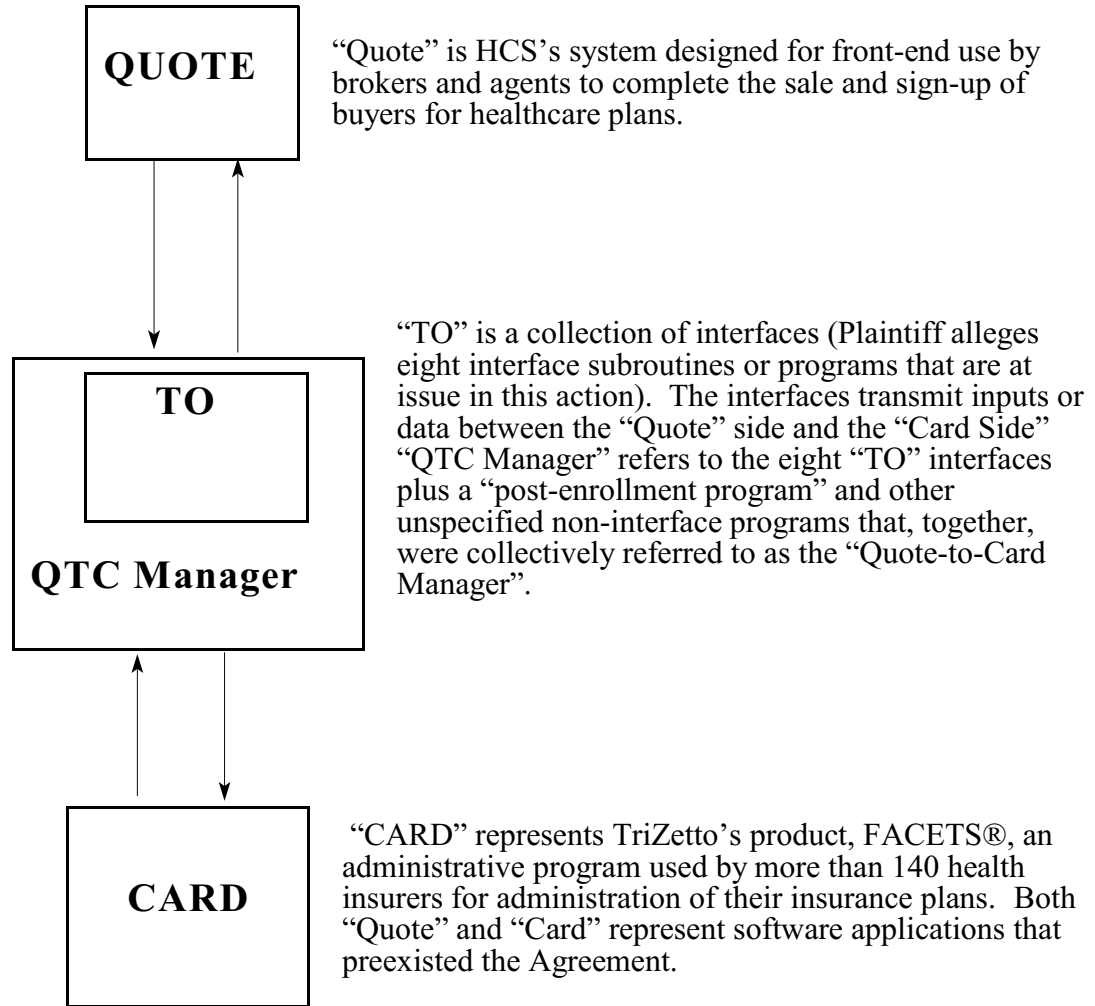 QUOTE
“Quote” is HCS’s system designed for front-end use by
brokers and agents to complete the sale and sign-up of
buyers for healthcare plans.
TO
QTC Manager
“TO” is a collection of interfaces (Plaintiff alleges
eight interface subroutines or programs that are at
issue in this action).  The interfaces transmit inputs or
data between the “Quote” side and the “Card Side”
“QTC Manager” refers to the eight “TO” interfaces
plus a “post-enrollment program” and other
unspecified non-interface programs that, together,
were collectively referred to as the “Quote-to-Card
Manager”.
CARD
“CARD” represents TriZetto’s product, FACETS®, an
administrative program used by more than 140 health
insurers for administration of their insurance plans.  Both
“Quote” and “Card” represent software applications that
preexisted the Agreement.